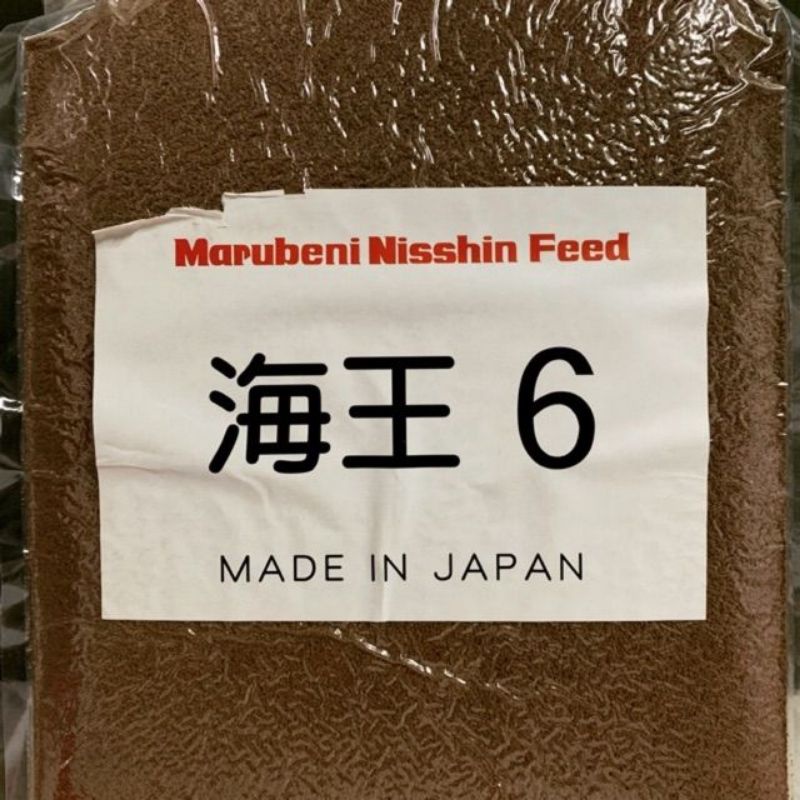 Marubeni Nisshin Feed
海王 6
MADE IN JAPAN